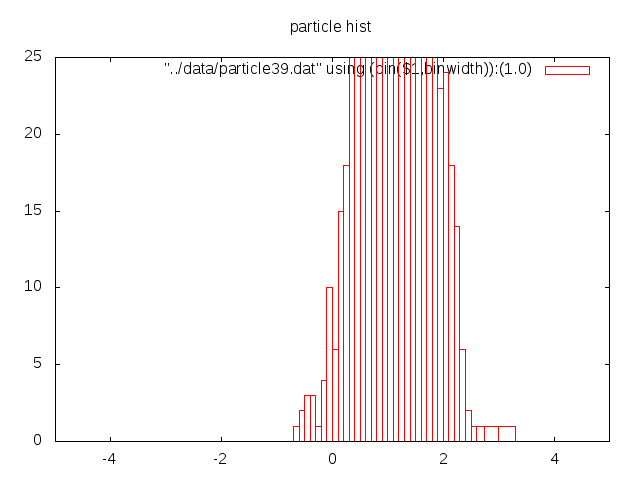 particle hist
"../data/particle39.dat" using (bin($1,binwidth)):(1.0)
25
20
15
10
5
0
-4 -2 0 2 4